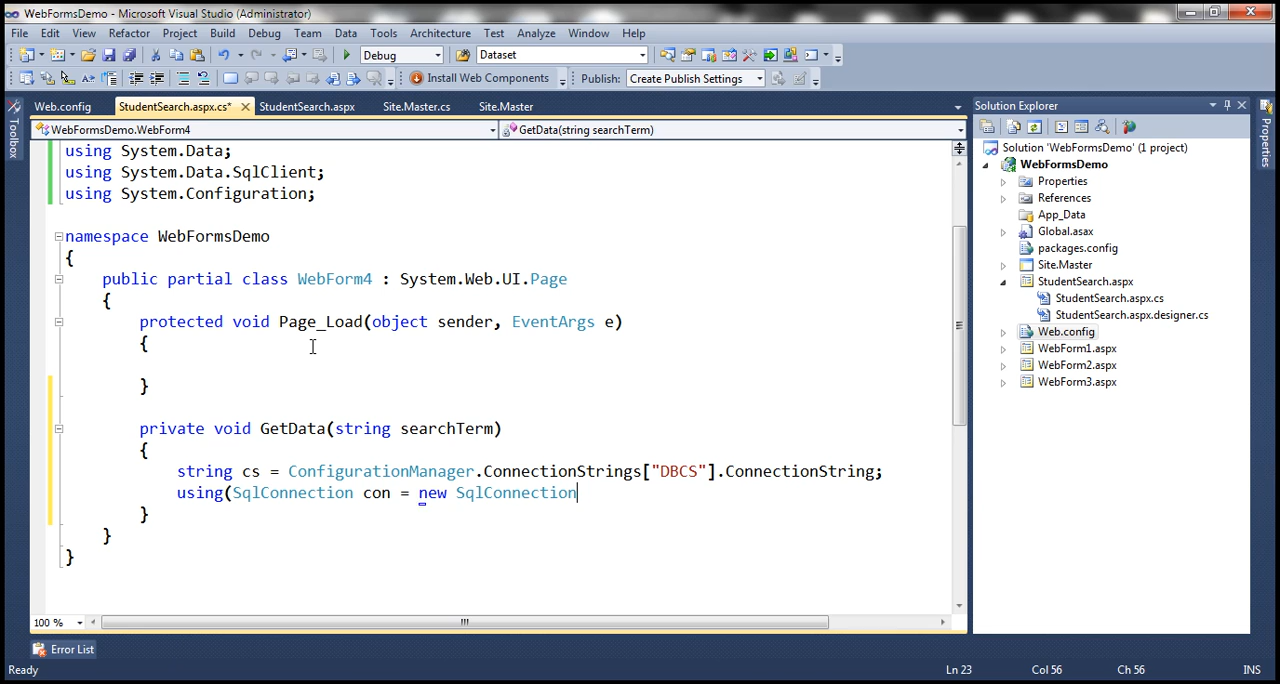 WebFormsDemo - Microsoft Visual Studio (Administrator)
File Edit View Refactor Project Build Debug Team Data Tools Architecture Test Analyze Window Help
Debug Dataset
Install Web Components Publish: Create Publish Settings
Web.config StudentSearch.aspx.cs* StudentSearch.aspx Site.Master.cs Site.Master
WebFormsDemo.WebForm4 GetData(string searchTerm)
using System.Data;
using System.Data.SqlClient;
using System.Configuration;
namespace WebFormsDemo
{
public partial class WebForm4 : System.Web.UI.Page
{
protected void Page_Load(object sender, EventArgs e)
{
}
private void GetData(string searchTerm)
{
string cs = ConfigurationManager.ConnectionStrings["DBCS"].ConnectionString;
using(SqlConnection con = new SqlConnection
}
}
}
100 %
Error List
Ready Ln 23 Col 56 Ch 56 INS
Toolbox
Solution Explorer
Solution 'WebFormsDemo' (1 project)
WebFormsDemo
Properties
References
App_Data
Global.asax
packages.config
Site.Master
StudentSearch.aspx
StudentSearch.aspx.cs
StudentSearch.aspx.designer.cs
Web.config
WebForm1.aspx
WebForm2.aspx
WebForm3.aspx
Properties